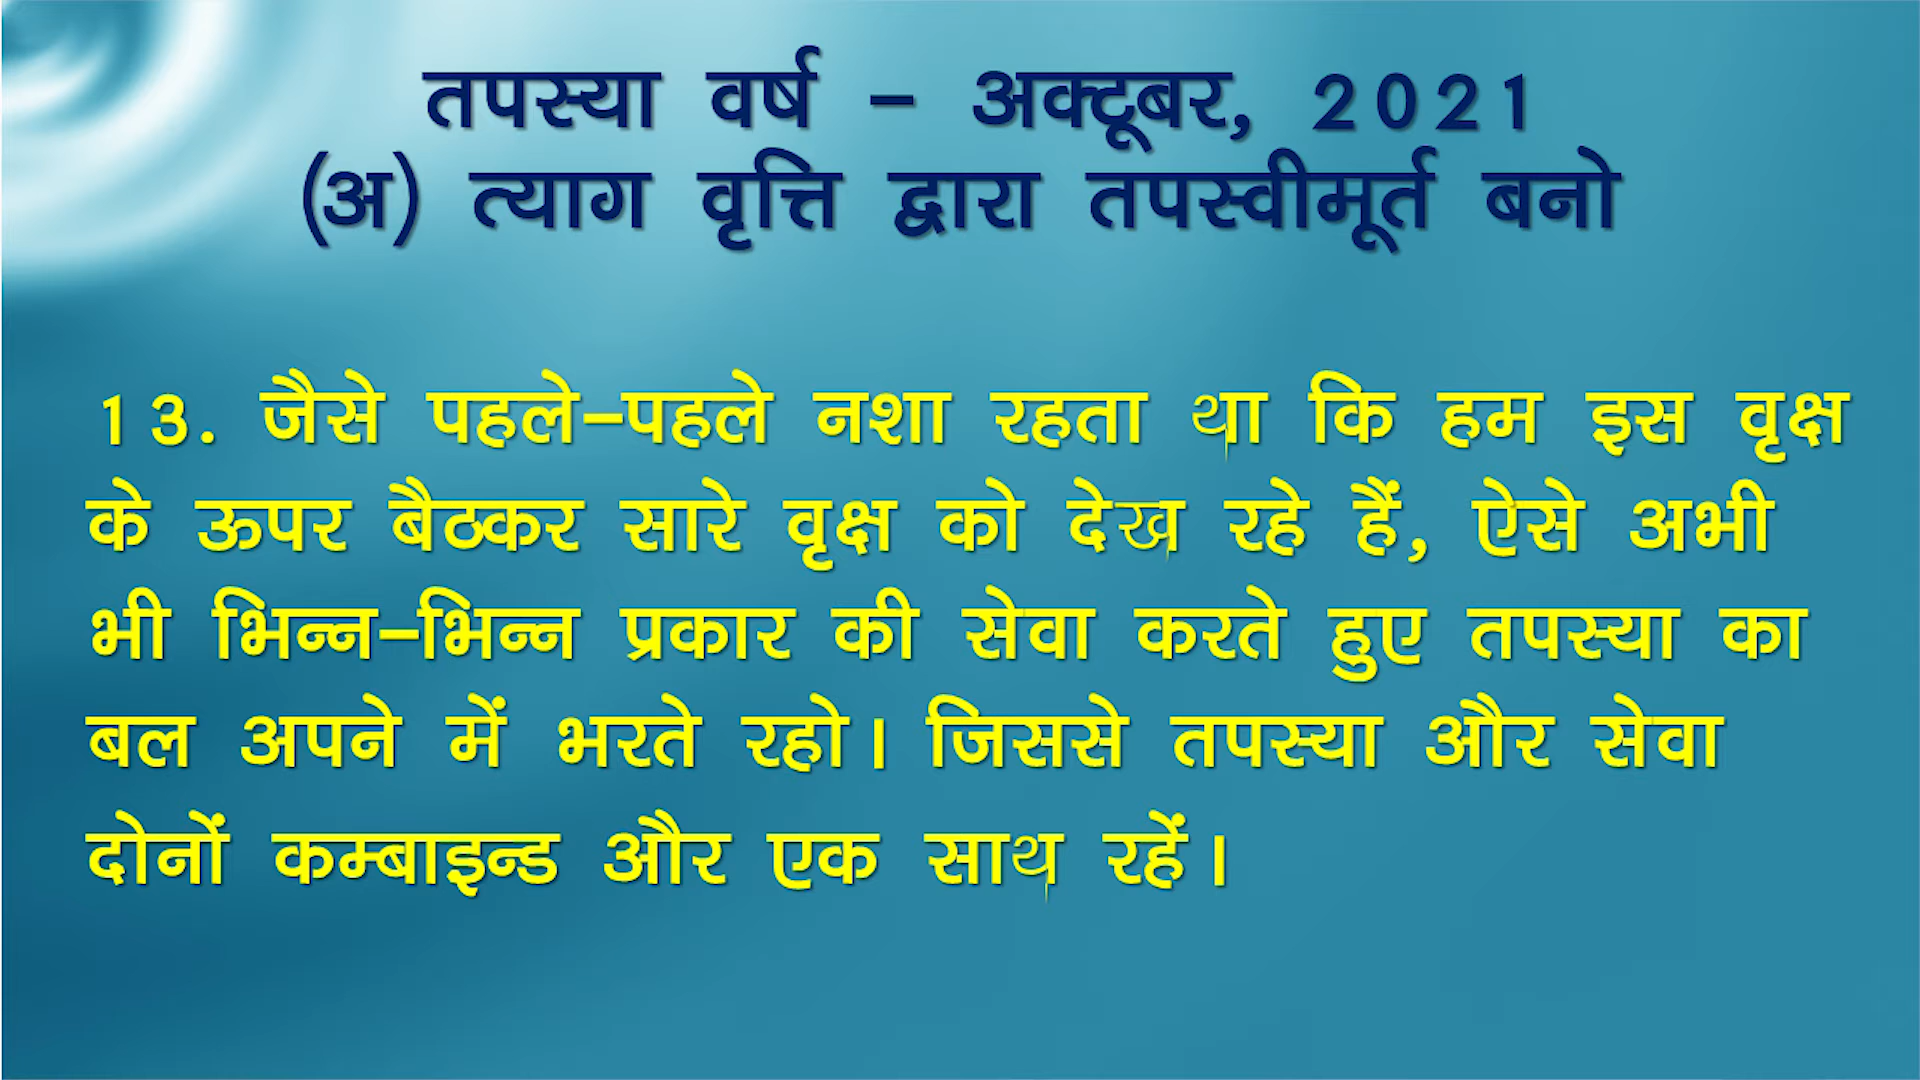 तपस्या वर्ष - अक्टूबर, 2021
(अ) त्याग वृत्ति द्वारा तपस्वीमूर्त बनो
13. जैसे पहले-पहले नशा रहता था कि हम इस वृक्ष
के ऊपर बैठकर सारे वृक्ष को देख रहे हैं, ऐसे अभी
भी भिन्न-भिन्न प्रकार की सेवा करते हुए तपस्या का
बल अपने में भरते रहो। जिससे तपस्या और सेवा
दोनों कम्बाइन्ड और एक साथ रहें।